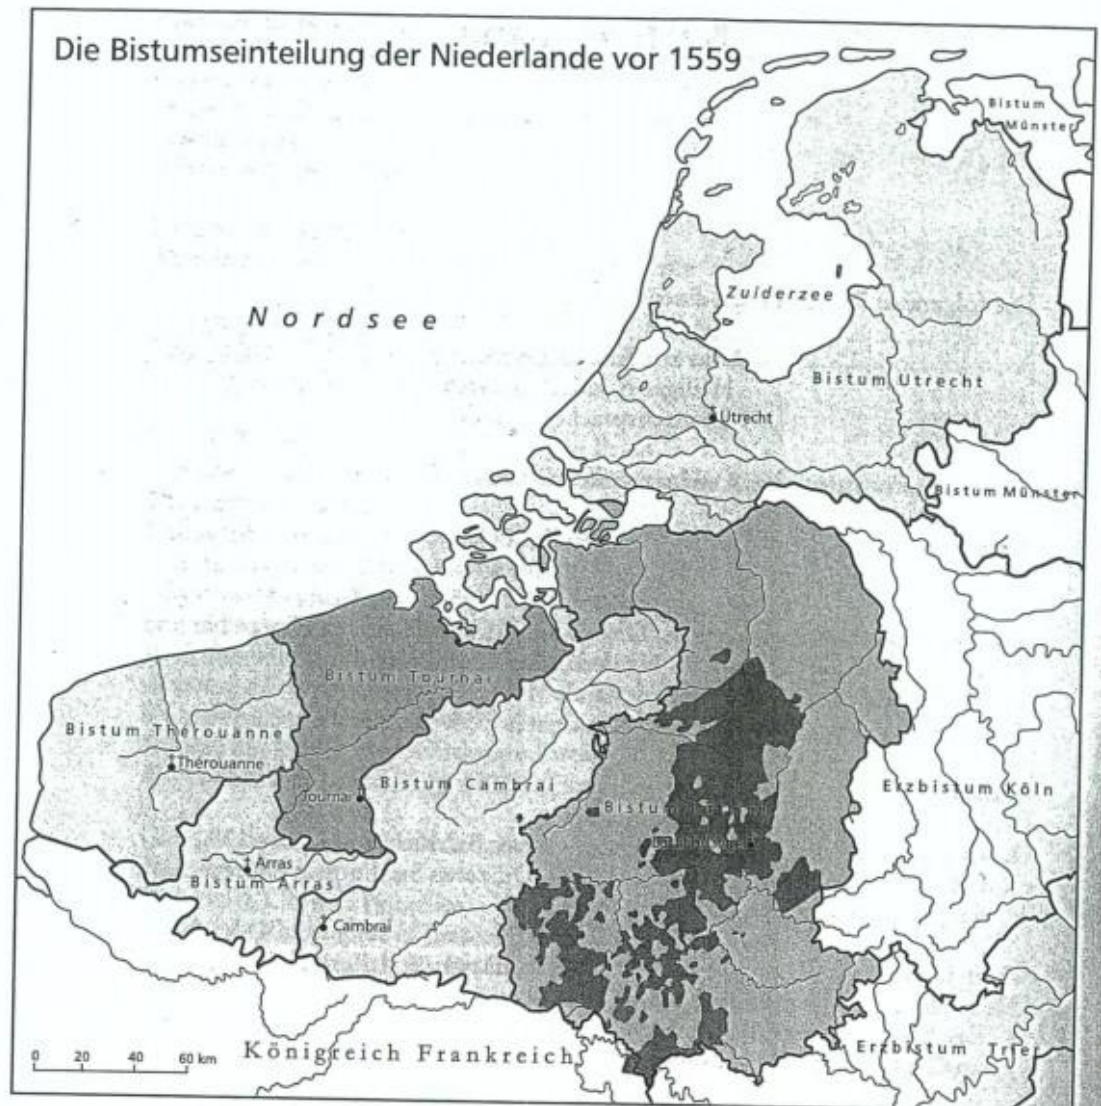 Die Bistumseinteilung der Niederlande vor 1559
Bistum
Münster
Nordsee
Zuiderzee
Bistum Utrecht
Utrecht
Bistum Münster
Bistum Tournai
Bistum Thérouanne
Thérouanne
Bistum Cambrai
Tournai
Erzbistum Köln
Bistum
Arras
Bistum Arras
Cambrai
0 20 40 60 km
Königreich Frankreich
Erzbistum Trier